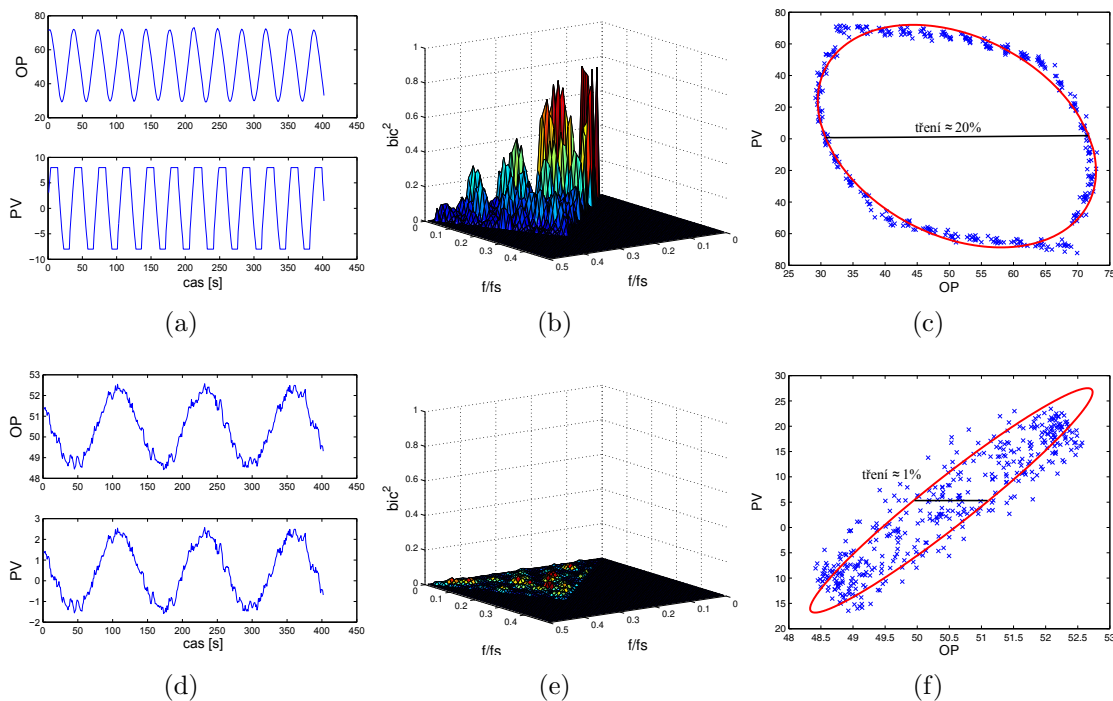 80
60
40
20
OP
0 50 100 150 200 250 300 350 400 450
10
5
0
−5
−10
PV
0 50 100 150 200 250 300 350 400 450
cas [s]
(a)
1
0.8
0.6
0.4
0.2
0
bic²
0
0.1
0.2
0.3
0.4
0.5
f/fs
0.4
0.3
0.2
0.1
0
f/fs
(b)
80
60
40
20
0
20
40
60
80
PV
tření ≈ 20%
25 30 35 40 45 50 55 60 65 70 75
OP
(c)
53
52
51
50
49
48
OP
0 50 100 150 200 250 300 350 400 450
3
2
1
0
−1
−2
PV
0 50 100 150 200 250 300 350 400 450
cas [s]
(d)
1
0.8
0.6
0.4
0.2
0
bic²
0
0.1
0.2
0.3
0.4
0.5
f/fs
0.4
0.3
0.2
0.1
0
f/fs
(e)
30
25
20
15
10
5
0
5
10
15
20
PV
tření ≈ 1%
48 48.5 49 49.5 50 50.5 51 51.5 52 52.5 53
OP
(f)